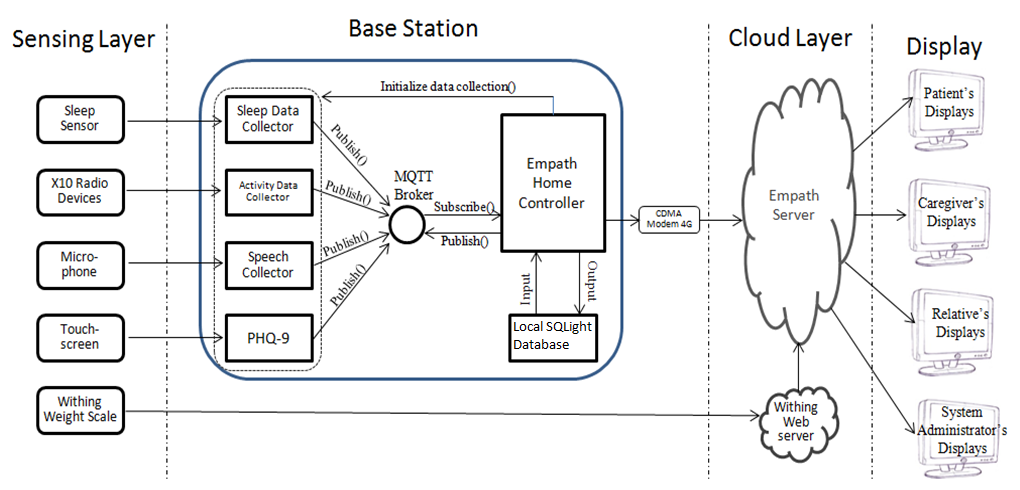 Sensing Layer
Base Station
Cloud Layer
Display
Sleep
Sensor
X10 Radio
Devices
Micro-
phone
Touch-
screen
Withing
Weight Scale
Initialize data collection()
Sleep Data
Collector
Activity Data
Collector
Speech
Collector
PHQ-9
Publish()
Publish()
Publish()
Publish()
MQTT
Broker
Subscribe()
Publish()
Empath
Home
Controller
Input
Output
Local SQLight
Database
CDMA
Modem 4G
Empath
Server
Withing
Web
server
Patient's
Displays
Caregiver's
Displays
Relative's
Displays
System
Administrator's
Displays